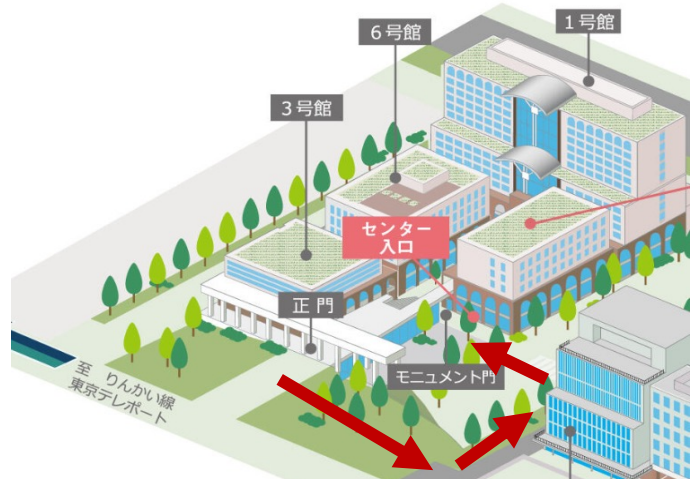 1号館
6号館
3号館
センター
入口
正門
モニュメント門
至 りんかい線
東京テレポート